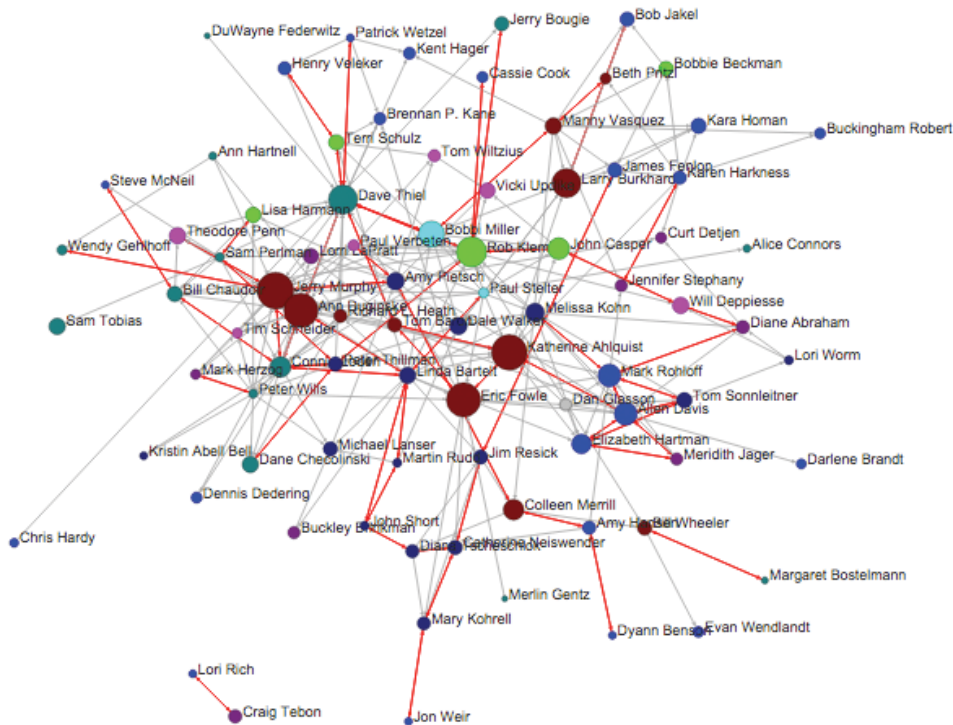 Bob Jakel
Jerry Bougie
DuWayne Federwitz
Patrick Wetzel
Kent Hager
Henry Veleker
Cassie Cook
Beth Pritzl
Bobbie Beckman
Brennan P. Kane
Manny Vasquez
Kara Homan
Buckingham Robert
Terri Schulz
Tom Wiltzius
Ann Hartnell
James Fenlon
Karen Harkness
Steve McNeil
Vicki
Larry Burkhardt
Dave Thiel
Lisa Harmann
Theodore Penn
Bobbi Miller
Paul Verbeten
Rob Klem
John Casper
Curt Detjen
Alice Connors
Wendy Gehlhoff
Sam Perlman
Bill Chaudoir
Jerry Murphy
Amy Pietsch
Paul Stelter
Jennifer Stephany
Will Deppiesse
Ann Duginske
Richard L. Heath
Melissa Kohn
Sam Tobias
Tim Schneider
Tom
Dale Walker
Diane Abraham
Katherine Ahlquist
Lori Worm
Mark Herzog
Linda Bartelt
Mark Rohloff
Peter Wills
Eric Fowle
Dan Glasson
Tom Sonnleitner
Allen Davis
Elizabeth Hartman
Kristin Abell Bell
Michael Lanser
Dane Checolinski
Martin Rud
Jim Resick
Meridith Jager
Darlene Brandt
Dennis Dedering
Colleen Merrill
Buckley
John Short
Amy
Wheeler
Chris Hardy
Catherine Neiswender
Margaret Bostelmann
Merlin Gentz
Mary Kohrell
Dyann Benson
Evan Wendlandt
Lori Rich
Craig Tebon
Jon Weir